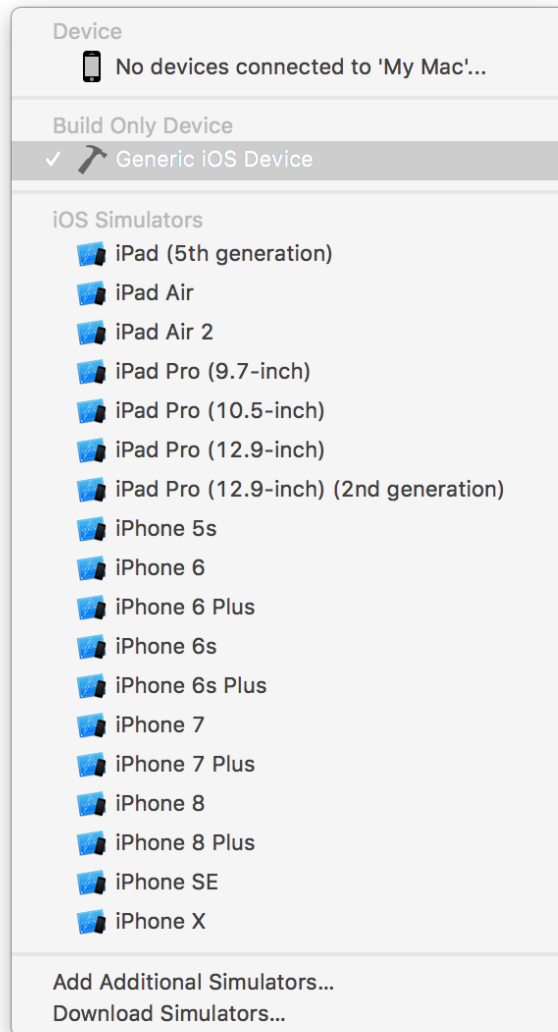 Device
No devices connected to 'My Mac'...
Build Only Device
Generic iOS Device
iOS Simulators
iPad (5th generation)
iPad Air
iPad Air 2
iPad Pro (9.7-inch)
iPad Pro (10.5-inch)
iPad Pro (12.9-inch)
iPad Pro (12.9-inch) (2nd generation)
iPhone 5s
iPhone 6
iPhone 6 Plus
iPhone 6s
iPhone 6s Plus
iPhone 7
iPhone 7 Plus
iPhone 8
iPhone 8 Plus
iPhone SE
iPhone X
Add Additional Simulators...
Download Simulators...